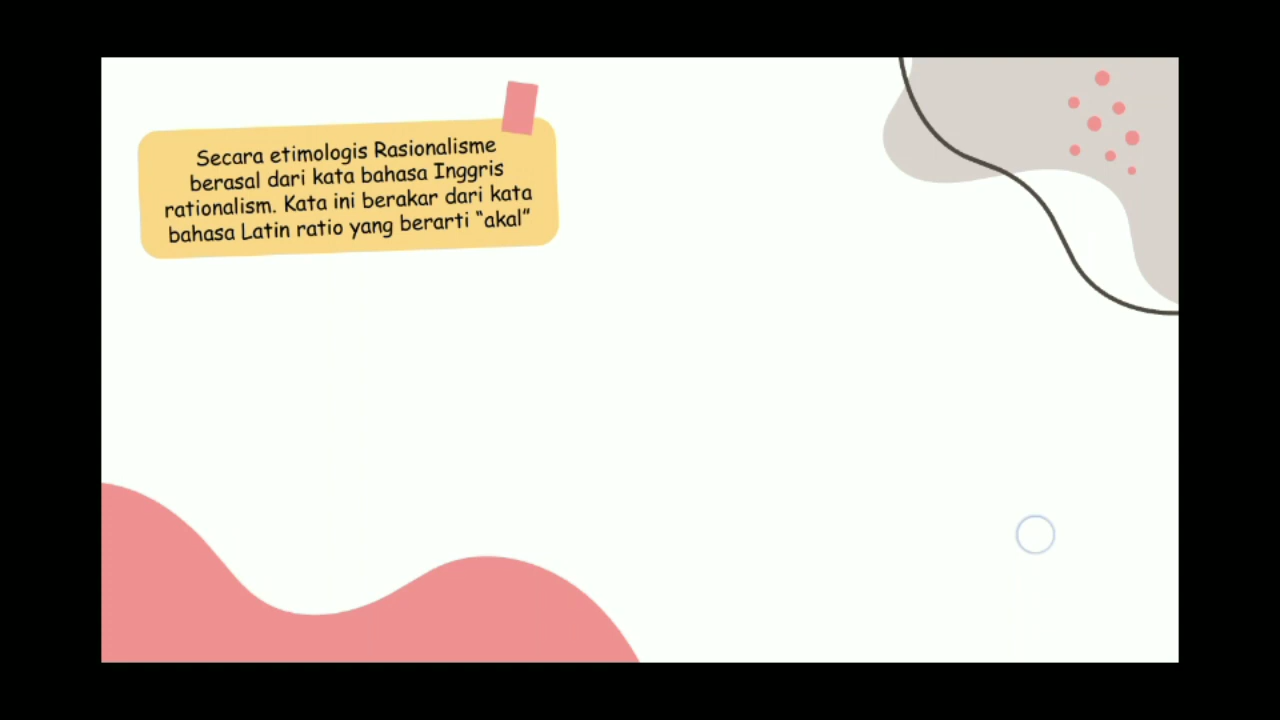 Secara etimologis Rasionalisme
berasal dari kata bahasa Inggris
rationalism. Kata ini berakar dari kata
bahasa Latin ratio yang berarti “akal”